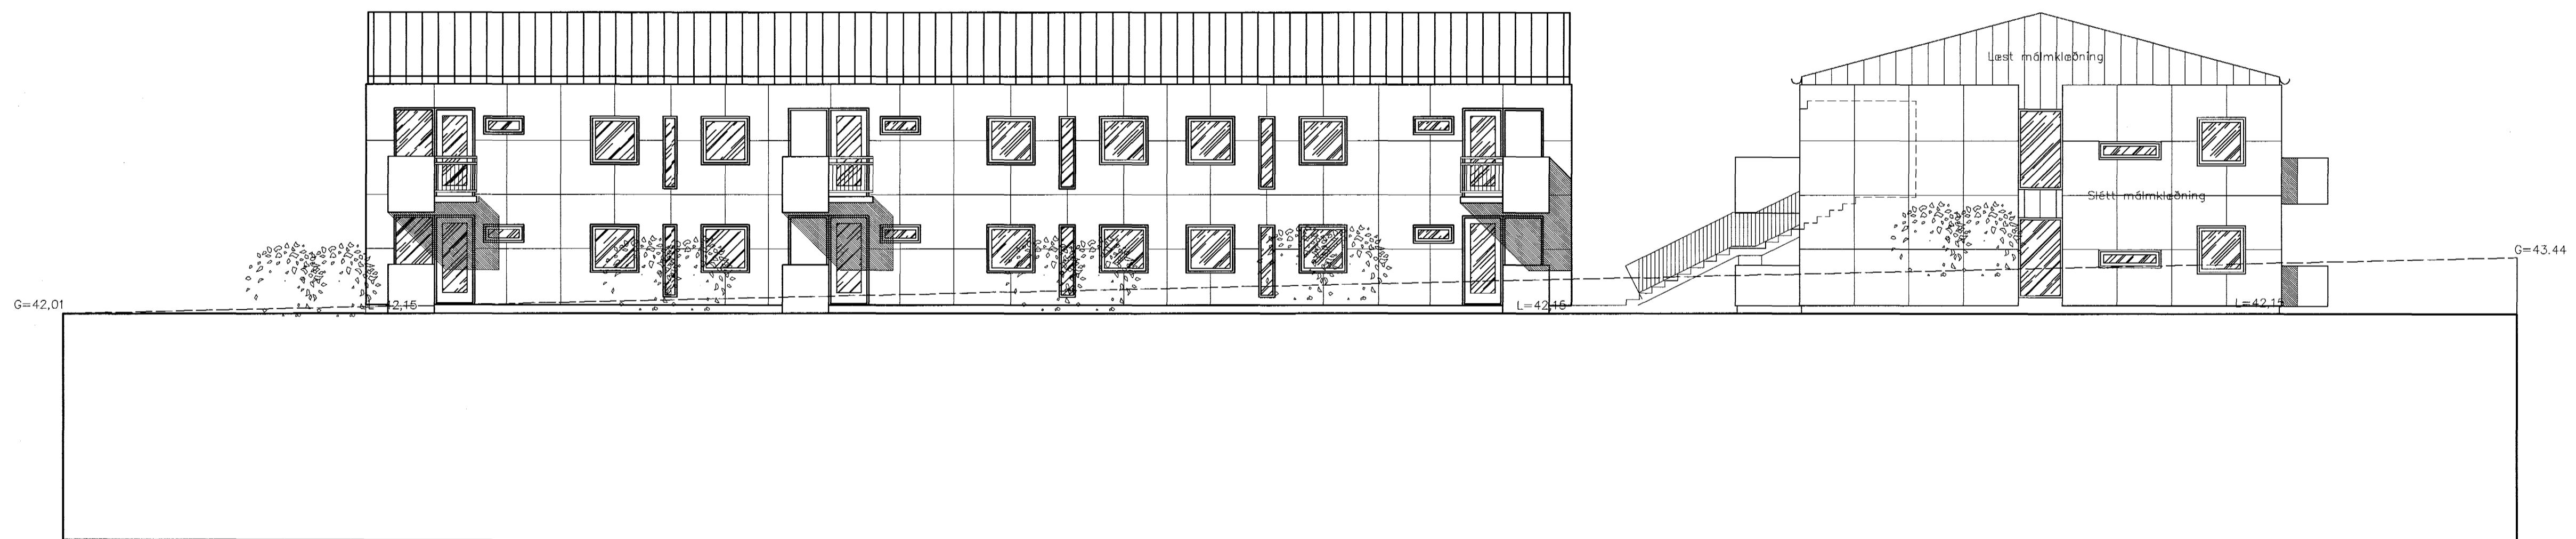 Læst málmklæðning
Slétt málmklæðning
G=43.44
G=42,01
L=42,15
L=42,15
L=42,15